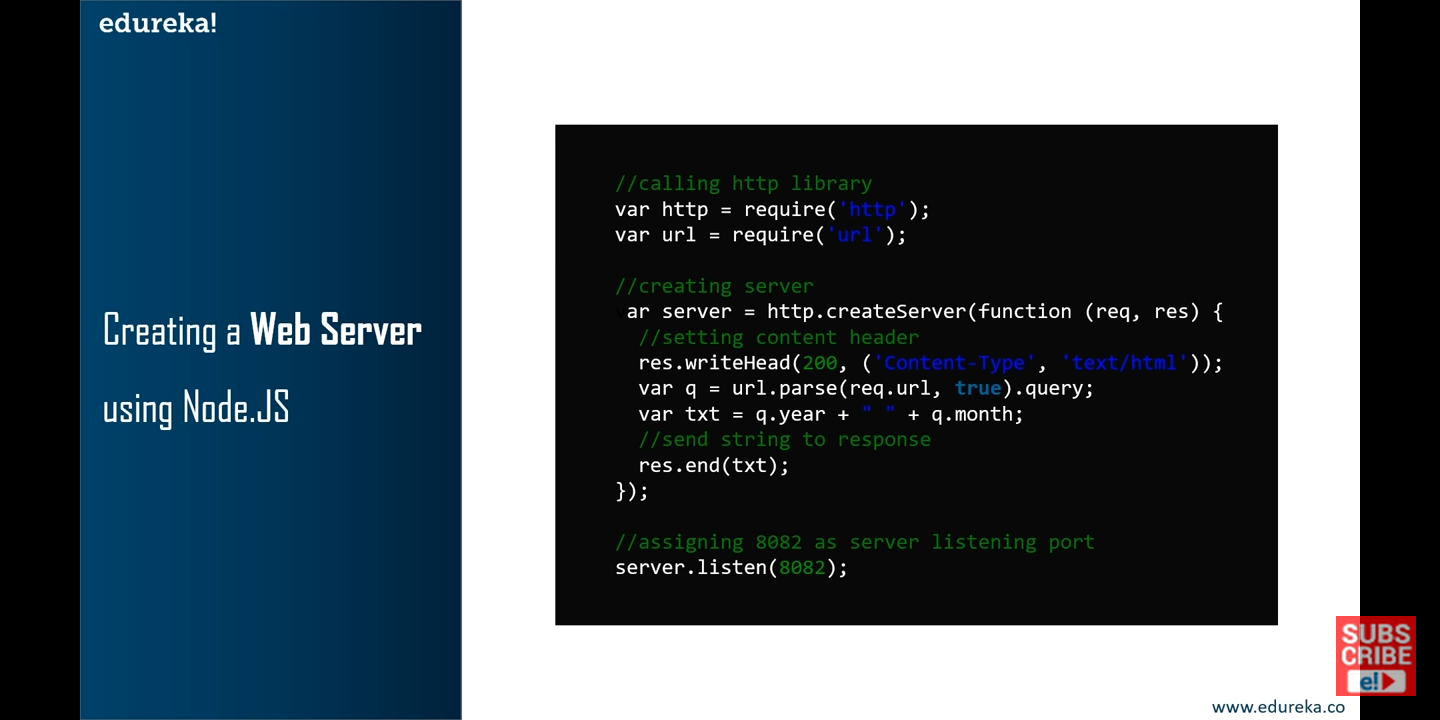 edureka!
Creating a Web Server
using Node.JS
//calling http library
var http = require('http');
var url = require('url');
//creating server
var server = http.createServer(function (req, res) {
//setting content header
res.writeHead(200, ('Content-Type', 'text/html'));
var q = url.parse(req.url, true).query;
var txt = q.year + " " + q.month;
//send string to response
res.end(txt);
});
//assigning 8082 as server listening port
server.listen(8082);
SUBS
CRIBE
e!
www.edureka.co